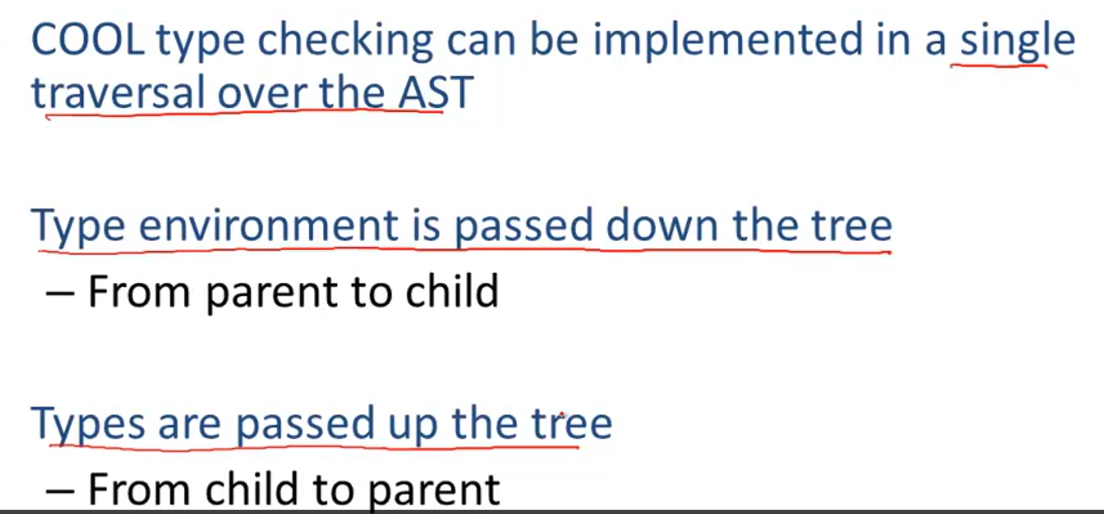 COOL type checking can be implemented in a single
traversal over the AST
Type environment is passed down the tree
– From parent to child
Types are passed up the tree
– From child to parent